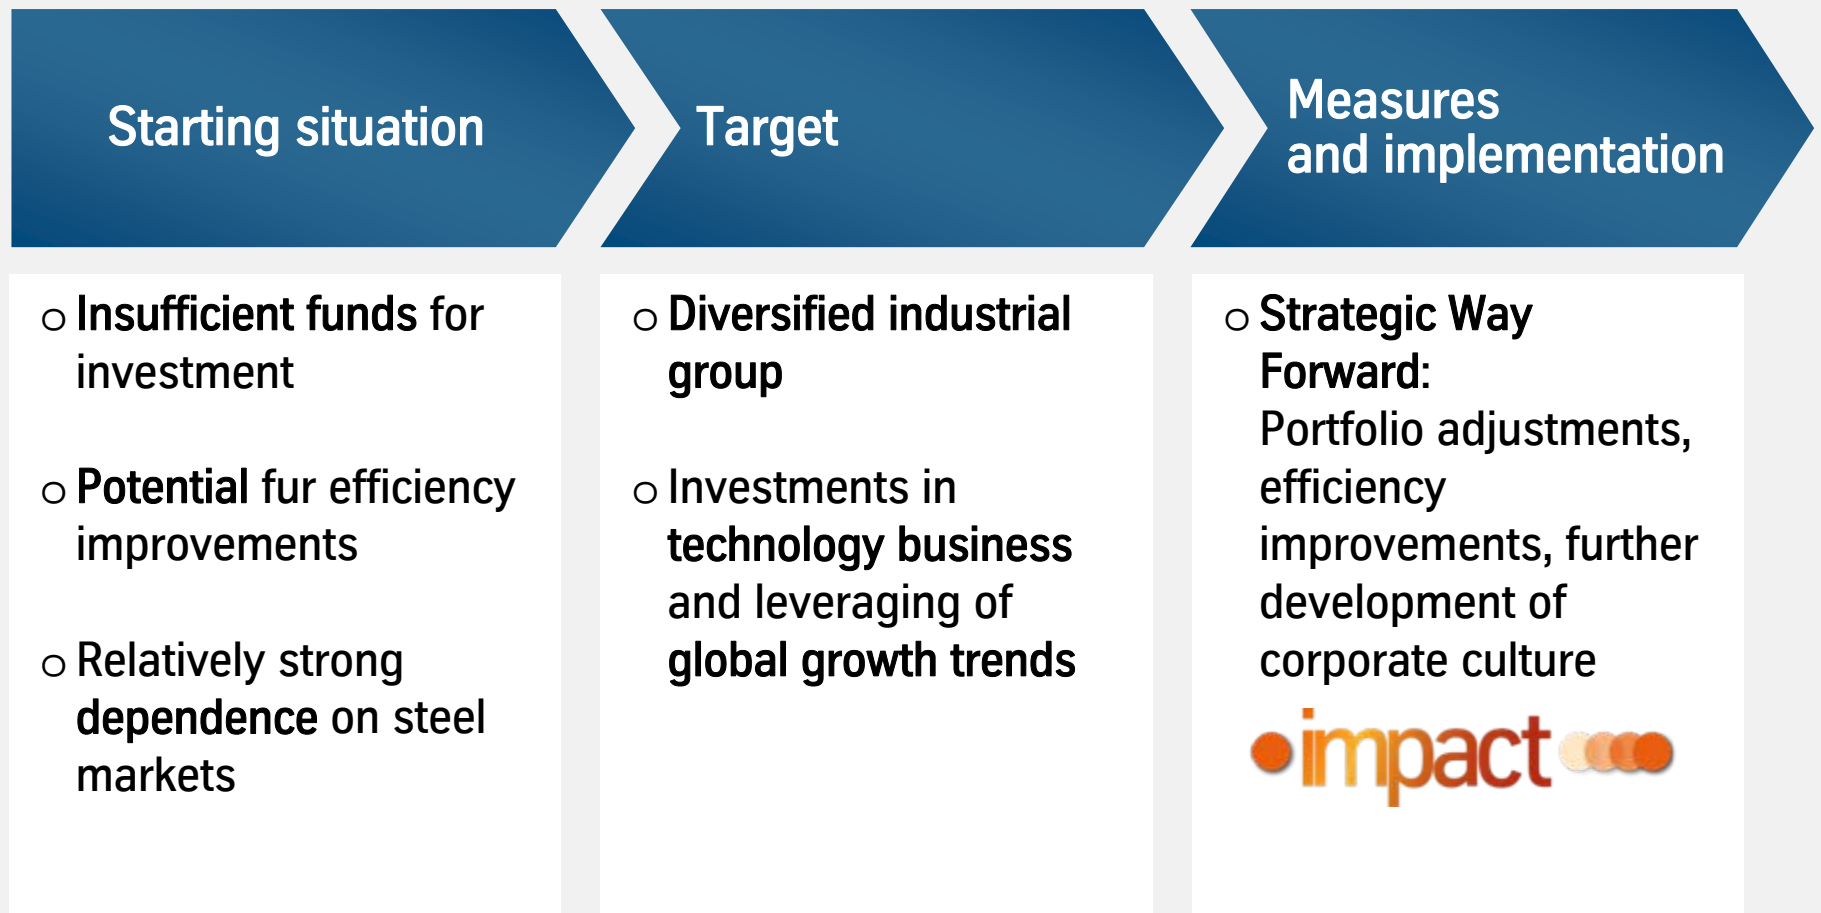 Starting situation
Target
Measures
and implementation
o Insufficient funds for
investment
o Potential fur efficiency
improvements
o Relatively strong
dependence on steel
markets
o Diversified industrial
group
o Investments in
technology business
and leveraging of
global growth trends
o Strategic Way
Forward:
Portfolio adjustments,
efficiency
improvements, further
development of
corporate culture
impact